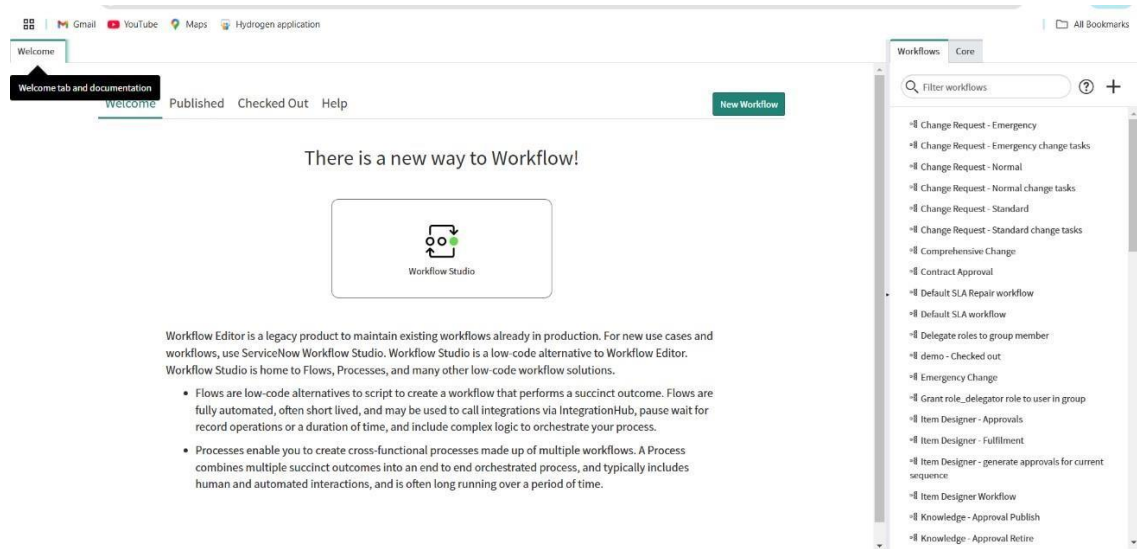 Gmail
YouTube
Maps
Hydrogen application
All Bookmarks
Welcome
Welcome tab and documentation
Welcome
Published
Checked Out
Help
New Workflow
There is a new way to Workflow!
Workflow Studio
Workflow Editor is a legacy product to maintain existing workflows already in production. For new use cases and
workflows, use ServiceNow Workflow Studio. Workflow Studio is a low-code alternative to Workflow Editor.
Workflow Studio is home to Flows, Processes, and many other low-code workflow solutions.
• Flows are low-code alternatives to script to create a workflow that performs a succinct outcome. Flows are
fully automated, often short lived, and may be used to call integrations via IntegrationHub, pause wait for
record operations or a duration of time, and include complex logic to orchestrate your process.
• Processes enable you to create cross-functional processes made up of multiple workflows. A Process
combines multiple succinct outcomes into an end to end orchestrated process, and typically includes
human and automated interactions, and is often long running over a period of time.
Workflows
Core
Filter workflows
Change Request - Emergency
Change Request - Emergency change tasks
Change Request - Normal
Change Request - Normal change tasks
Change Request - Standard
Change Request - Standard change tasks
Comprehensive Change
Contract Approval
Default SLA Repair workflow
Default SLA workflow
Delegate roles to group member
demo - Checked out
Emergency Change
Grant role_delegator role to user in group
Item Designer - Approvals
Item Designer - Fulfilment
Item Designer - generate approvals for current
sequence
Item Designer Workflow
Knowledge - Approval Publish
Knowledge - Approval Retire